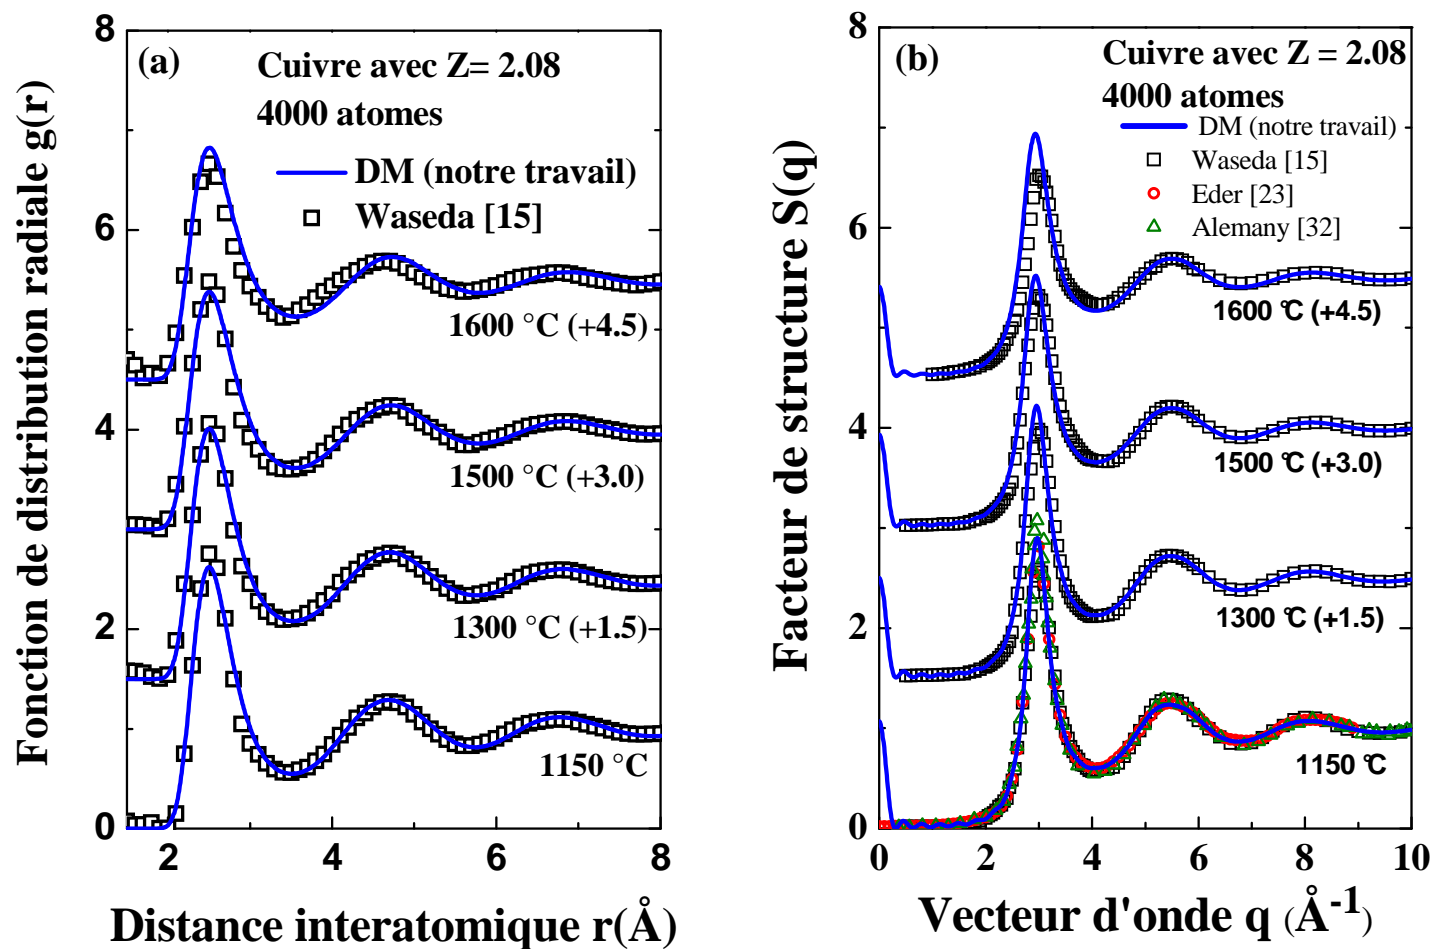 (a)
Cuivre avec Z= 2.08
4000 atomes
DM (notre travail)
Waseda [15]
1600 °C (+4.5)
1500 °C (+3.0)
1300 °C (+1.5)
1150 °C
8
6
4
2
0
2
4
6
8
Fonction de distribution radiale g(r)
Distance interatomique r(Å)
(b)
Cuivre avec Z = 2.08
4000 atomes
DM (notre travail)
Waseda [15]
Eder [23]
Alemany [32]
1600 °C (+4.5)
1500 °C (+3.0)
1300 °C (+1.5)
1150 °C
8
6
4
2
0
0
2
4
6
8
10
Facteur de structure S(q)
Vecteur d'onde q (Å-1)